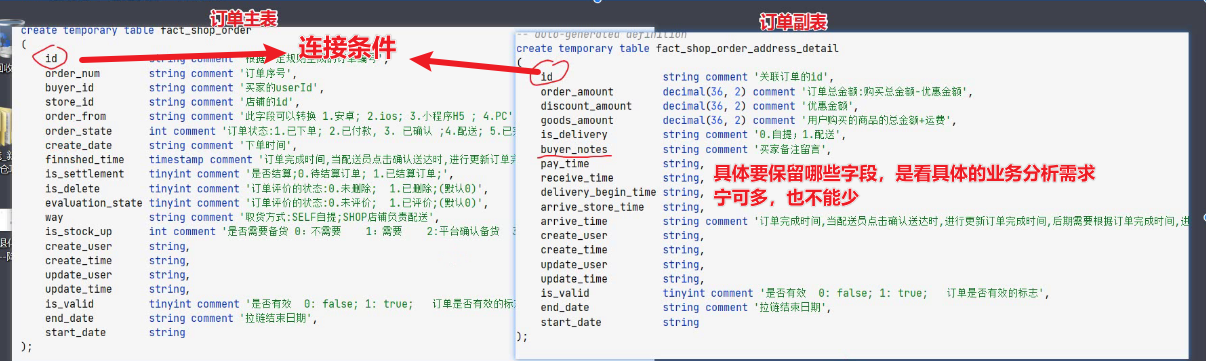 订单主表
create temporary table fact_shop_order
(
id string comment '根据一定规则生成的订单编号',
order_num string comment '订单序号',
buyer_id string comment '买家的userId',
store_id string comment '店铺的id',
order_from string comment '此字段可以转换 1.安卓; 2.ios; 3.小程序H5 ; 4.PC'
order_state int comment '订单状态:1.已下单; 2.已付款, 3. 已确认 ;4.配送; 5.已完
create_date string comment '下单时间',
finnshed_time timestamp comment '订单完成时间,当配送员点击确认送达时,进行更新订单完
is_settlement tinyint comment '是否结算;0.待结算订单; 1.已结算订单;',
is_delete tinyint comment '订单评价的状态:0.未删除; 1.已删除;(默认0)',
evaluation_state tinyint comment '订单评价的状态:0.未评价; 1.已评价;(默认0)',
way string comment '取货方式:SELF自提;SHOP店铺负责配送',
is_stock_up int comment '是否需要备货 0：不需要 1：需要 2:平台确认备货 3
create_user string,
create_time string,
update_user string,
update_time string,
is_valid tinyint comment '是否有效 0: false; 1: true; 订单是否有效的标志
end_date string comment '拉链结束日期',
start_date string
);
连接条件
订单副表
-- auto-generated definition
create temporary table fact_shop_order_address_detail
(
id string comment '关联订单的id',
order_amount decimal(36, 2) comment '订单总金额:购买总金额-优惠金额',
discount_amount decimal(36, 2) comment '优惠金额',
goods_amount decimal(36, 2) comment '用户购买的商品的总金额+运费',
is_delivery string comment '0.自提；1.配送',
buyer_notes string comment '买家备注留言',
pay_time string,
receive_time string,
delivery_begin_time string,
arrive_store_time string,
arrive_time string comment '订单完成时间,当配送员点击确认送达时,进行更新订单完成时间,后期需要根据订单完成时间,进
create_user string,
create_time string,
update_user string,
update_time string,
is_valid tinyint comment '是否有效 0: false; 1: true; 订单是否有效的标志',
end_date string comment '拉链结束日期',
start_date string
);
具体要保留哪些字段，是看具体的业务分析需求
宁可多，也不能少